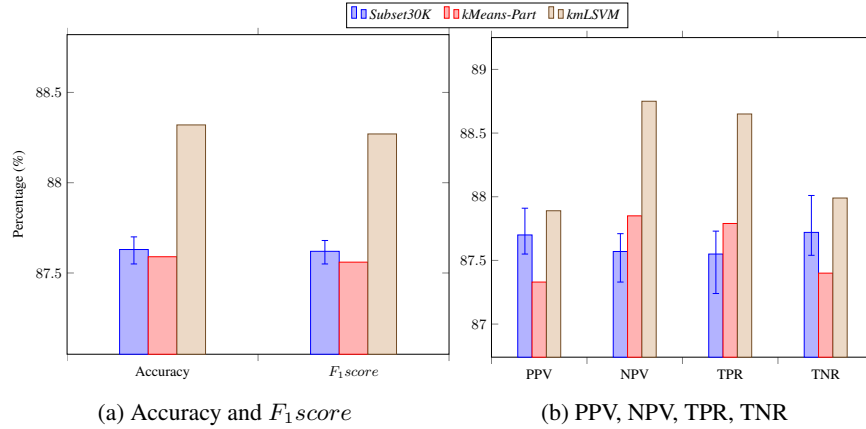 Subset30K kMeans-Part kmLSVM
Percentage (%)
88.5
88
87.5
Accuracy F₁score
(a) Accuracy and F₁score
89
88.5
88
87.5
87
PPV NPV TPR TNR
(b) PPV, NPV, TPR, TNR